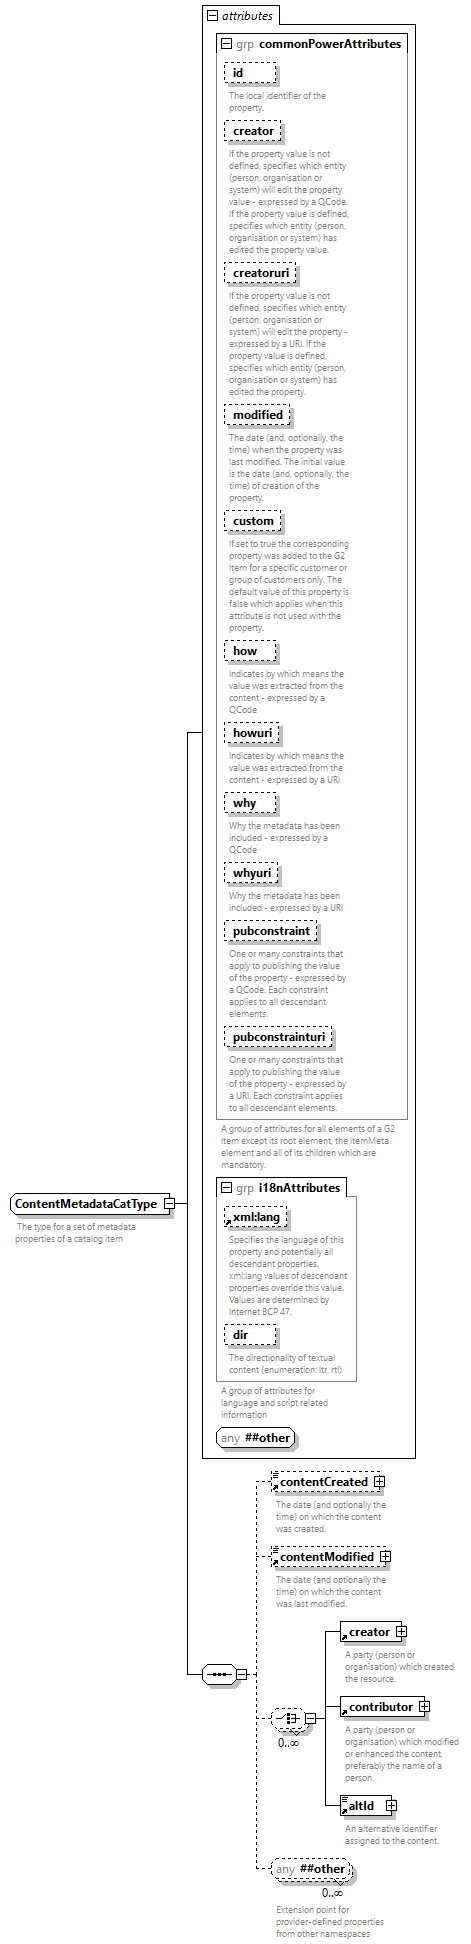 attributes
grp commonPowerAttributes
id
The local identifier of the
property.
creator
If the property value is not
defined, specifies which entity
(person, organisation or
system) will edit the property
value - expressed by a QCode.
If the property value is defined,
specifies which entity (person,
organisation or system) has
edited the property value.
creatoruri
If the property value is not
defined, specifies which entity
(person, organisation or
system) will edit the property -
expressed by a URI. If the
property value is defined,
specifies which entity (person,
organisation or system) has
edited the property.
modified
The date (and, optionally, the
time) when the property was
last modified. The initial value
is the date (and, optionally, the
time) of creation of the
property.
custom
If set to true the corresponding
property was added to the G2
Item for a specific customer or
group of customers only. The
default value of this property is
false which applies when this
attribute is not used with the
property.
how
Indicates by which means the
value was extracted from the
content - expressed by a
QCode
howuri
Indicates by which means the
value was extracted from the
content - expressed by a URI
why
Why the metadata has been
included - expressed by a
QCode
whyuri
Why the metadata has been
included - expressed by a URI
pubconstraint
One or many constraints that
apply to publishing the value
of the property - expressed by
a QCode. Each constraint
applies to all descendant
elements.
pubconstrainturi
One or many constraints that
apply to publishing the value
of the property - expressed by
a URI. Each constraint applies
to all descendant elements.
A group of attributes for all elements of a G2
Item except its root element, the itemMeta
element and all of its children which are
mandatory.
grp i18nAttributes
ContentMetadataCatType
The type for a set of metadata
properties of a catalog item
xml:lang
Specifies the language of this
property and potentially all
descendant properties.
xml:lang values of descendant
properties override this value.
Values are determined by
Internet BCP 47.
dir
The directionality of textual
content (enumeration: ltr, rtl)
A group of attributes for
language and script related
information
any ##other
contentCreated
The date (and optionally the
time) on which the content
was created.
contentModified
The date (and optionally the
time) on which the content
was last modified.
creator
A party (person or
organisation) which created
the resource.
contributor
A party (person or
organisation) which modified
or enhanced the content,
preferably the name of a
person.
0..∞
altId
An alternative identifier
assigned to the content.
any ##other
0..∞
Extension point for
provider-defined properties
from other namespaces